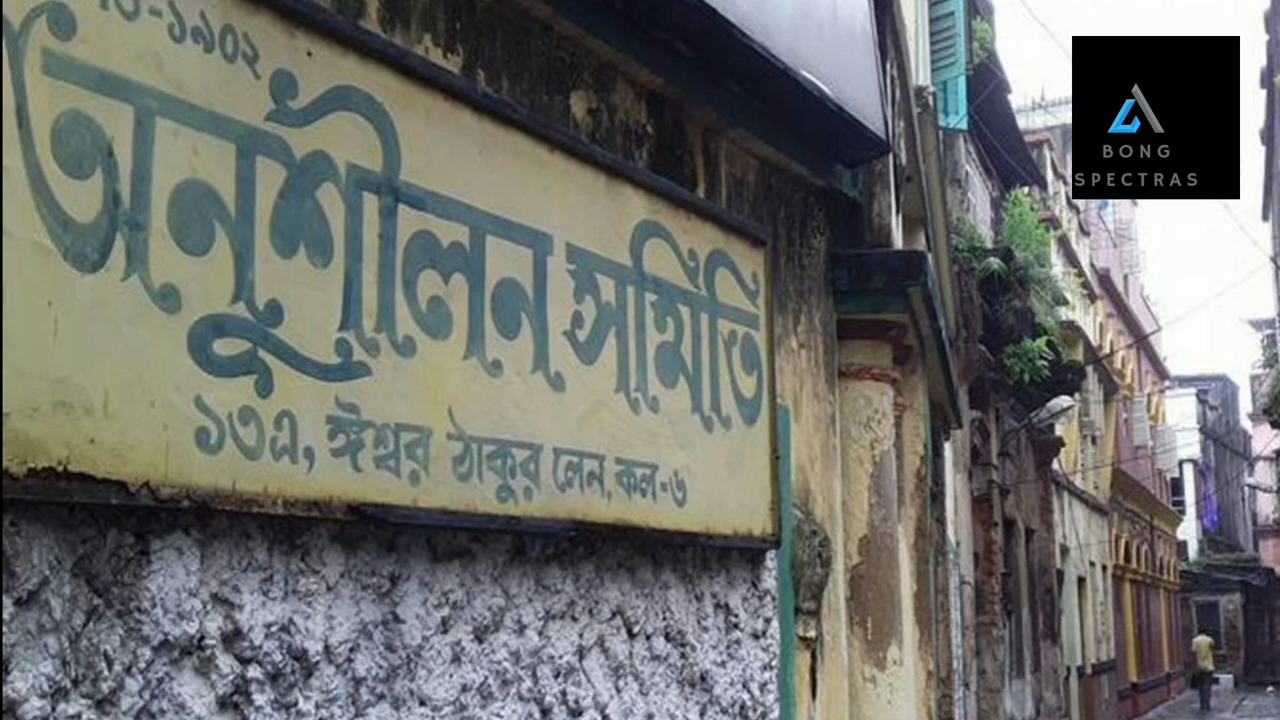 ১৯০২
অনুশীলন সমিতি
১৩এ, ঈশ্বর ঠাকুর লেন, কল-৬
BONG
SPECTRAS